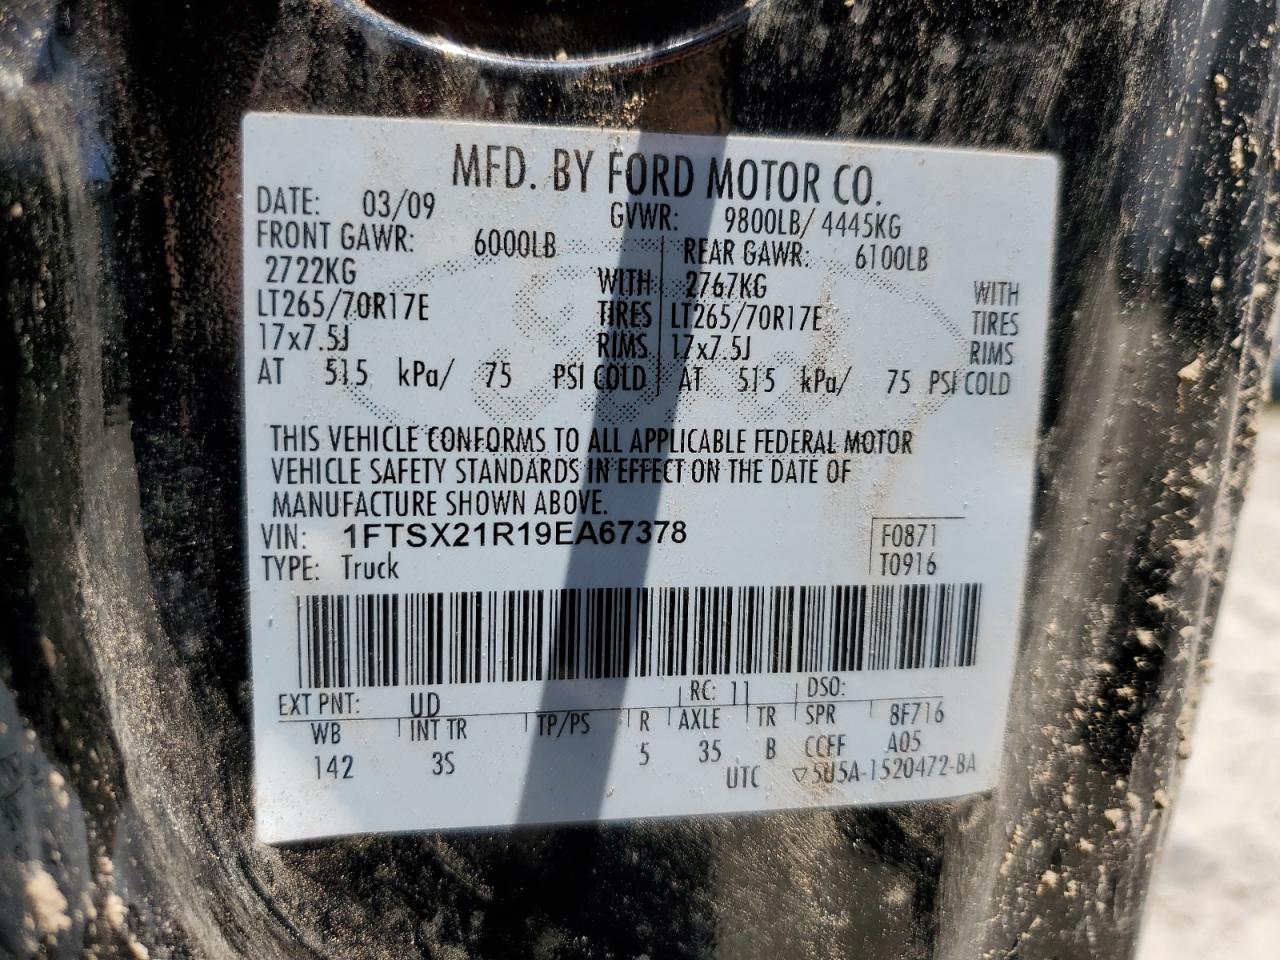 MFD. BY FORD MOTOR CO.
DATE: 03/09 GVWR: 9800LB/ 4445KG
FRONT GAWR: 6000LB REAR GAWR: 6100LB
2722KG WITH 2767KG WITH
LT265/70R17E TIRES LT265/70R17E TIRES
17x7.5J RIMS 17x7.5J RIMS
AT 515 kPa/ 75 PSI COLD AT 515 kPa/ 75 PSI COLD
THIS VEHICLE CONFORMS TO ALL APPLICABLE FEDERAL MOTOR
VEHICLE SAFETY STANDARDS IN EFFECT ON THE DATE OF
MANUFACTURE SHOWN ABOVE.
VIN: 1FTSX21R19EA67378 F0871
TYPE: Truck T0916
EXT PNT: UD RC: 11 DSO:
WB INT TR TP/PS R AXLE TR SPR 8F716
142 3S 5 35 B CCFF A05
UTC ▽5U5A-1520472-BA